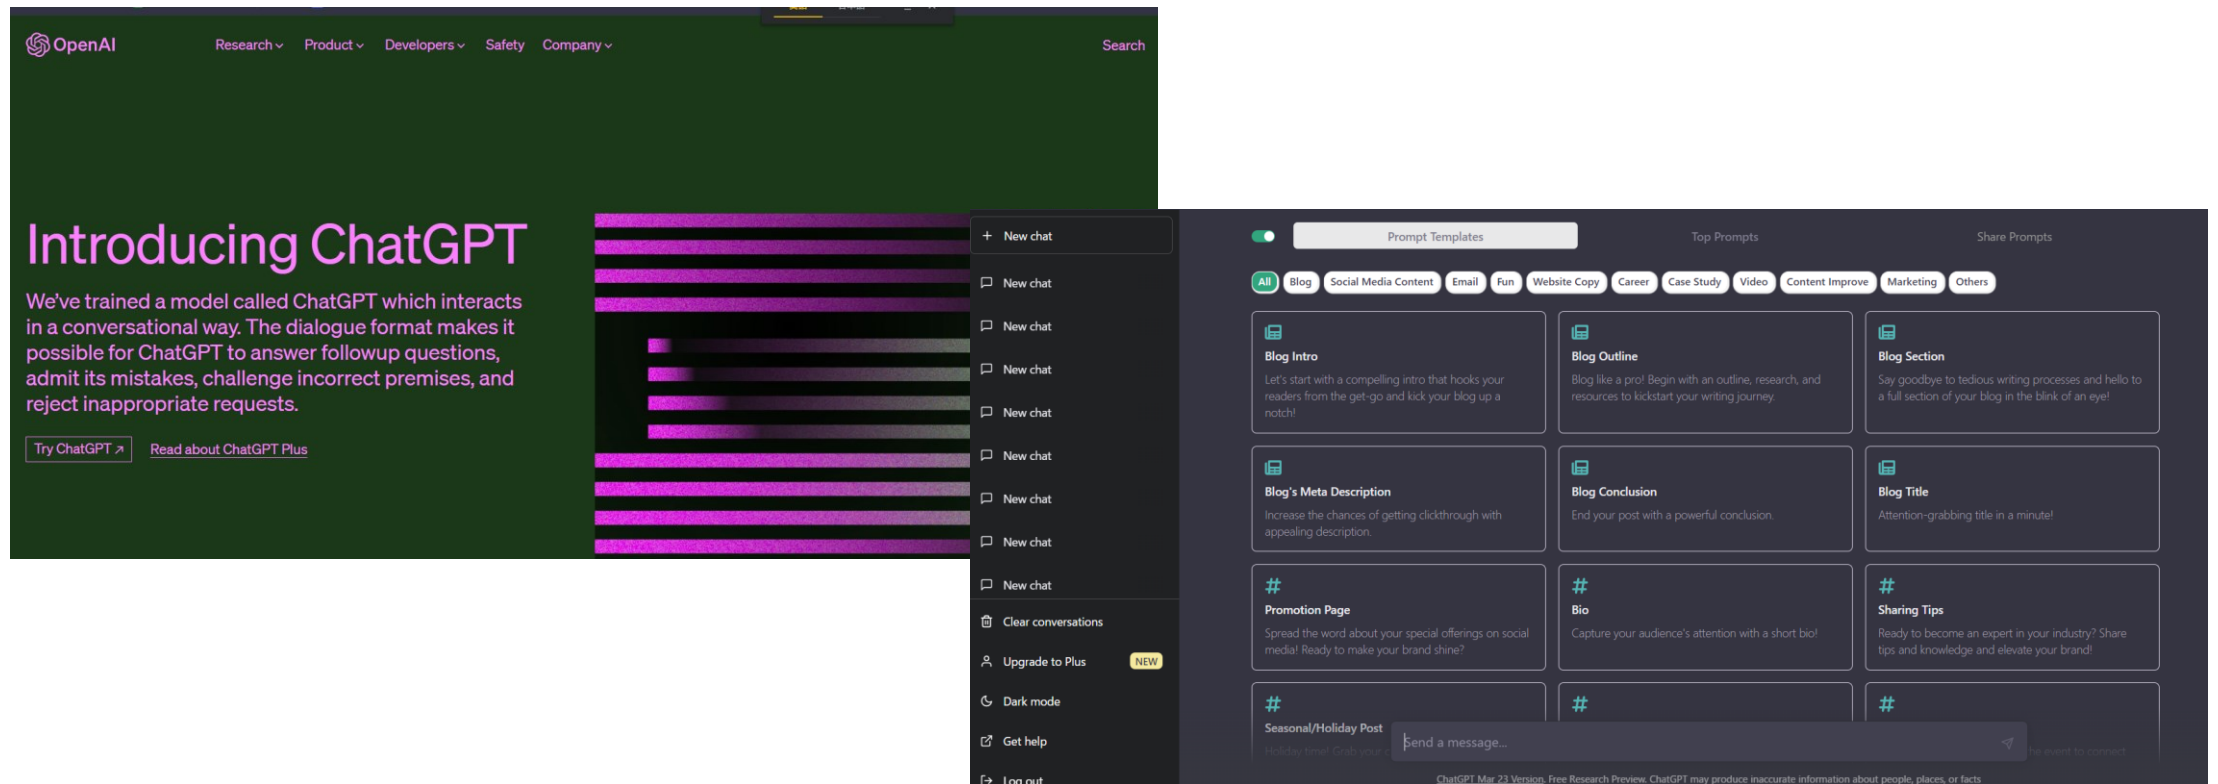 OpenAI
Research
Product
Developers
Safety
Company
Search
Introducing ChatGPT
We've trained a model called ChatGPT which interacts
in a conversational way. The dialogue format makes it
possible for ChatGPT to answer followup questions,
admit its mistakes, challenge incorrect premises, and
reject inappropriate requests.
Try ChatGPT ↗
Read about ChatGPT Plus
+ New chat
New chat
New chat
New chat
New chat
New chat
New chat
New chat
New chat
Clear conversations
Upgrade to Plus
NEW
Dark mode
Get help
Log out
Prompt Templates
Top Prompts
Share Prompts
All
Blog
Social Media Content
Email
Fun
Website Copy
Career
Case Study
Video
Content Improve
Marketing
Others
Blog Intro
Let's start with a compelling intro that hooks your
readers from the get-go and kick your blog up a
notch!
Blog Outline
Blog like a pro! Begin with an outline, research, and
resources to kickstart your writing journey.
Blog Section
Say goodbye to tedious writing processes and hello to
a full section of your blog in the blink of an eye!
Blog's Meta Description
Increase the chances of getting clickthrough with
appealing description.
Blog Conclusion
End your post with a powerful conclusion.
Blog Title
Attention-grabbing title in a minute!
#
Promotion Page
Spread the word about your special offerings on social
media! Ready to make your brand shine?
#
Bio
Capture your audience's attention with a short bio!
#
Sharing Tips
Ready to become an expert in your industry? Share
tips and knowledge and elevate your brand!
#
Seasonal/Holiday Post
Holiday time! Grab your
#
#
he event to connect
Send a message...
ChatGPT Mar 23 Version. Free Research Preview. ChatGPT may produce inaccurate information about people, places, or facts